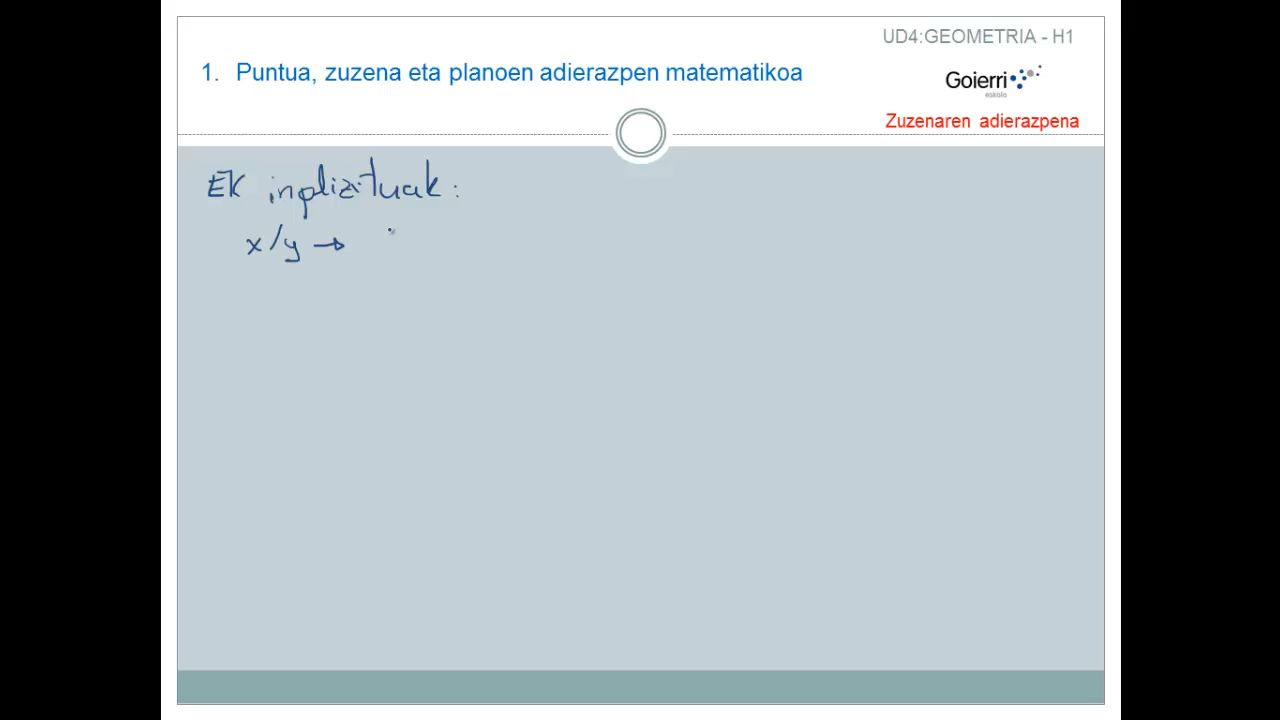 UD4:GEOMETRIA - H1
1. Puntua, zuzena eta planoen adierazpen matematikoa
Goierri
eskola
Zuzenaren adierazpena
EK inplizituak:
x/y →